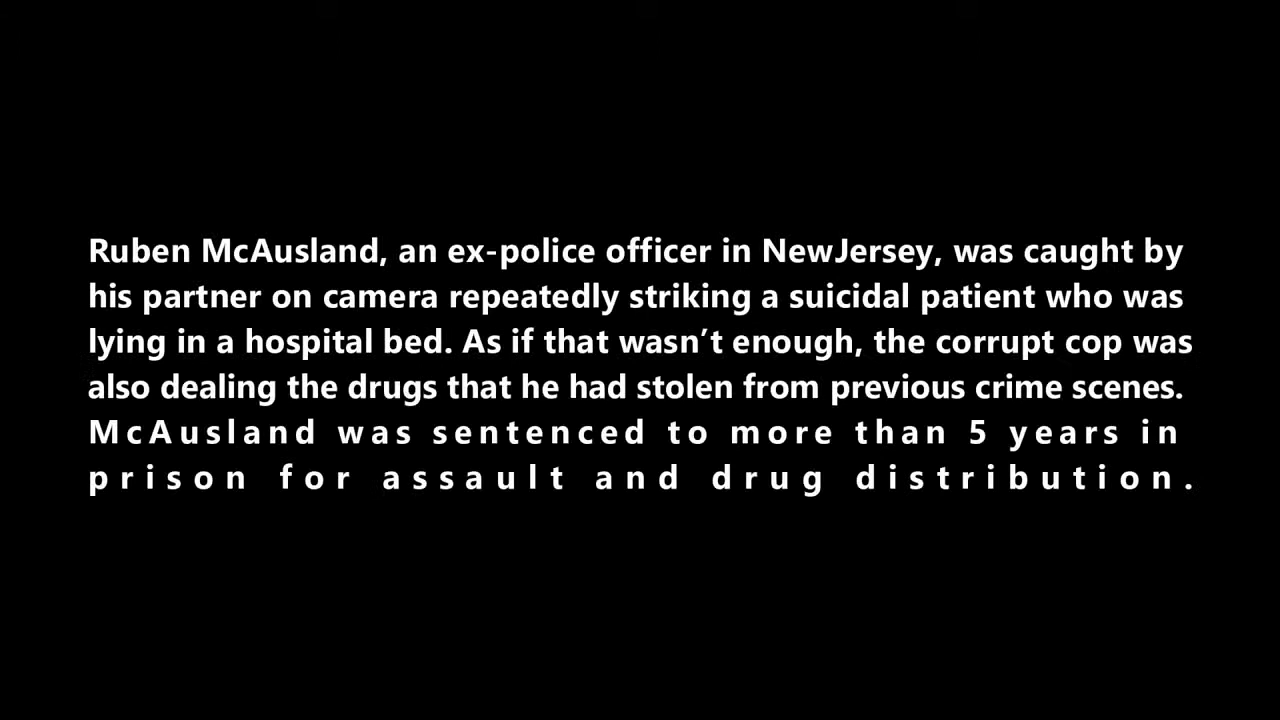 Ruben McAusland, an ex-police officer in NewJersey, was caught by
his partner on camera repeatedly striking a suicidal patient who was
lying in a hospital bed. As if that wasn’t enough, the corrupt cop was
also dealing the drugs that he had stolen from previous crime scenes.
McAusland was sentenced to more than 5 years in
prison for assault and drug distribution.